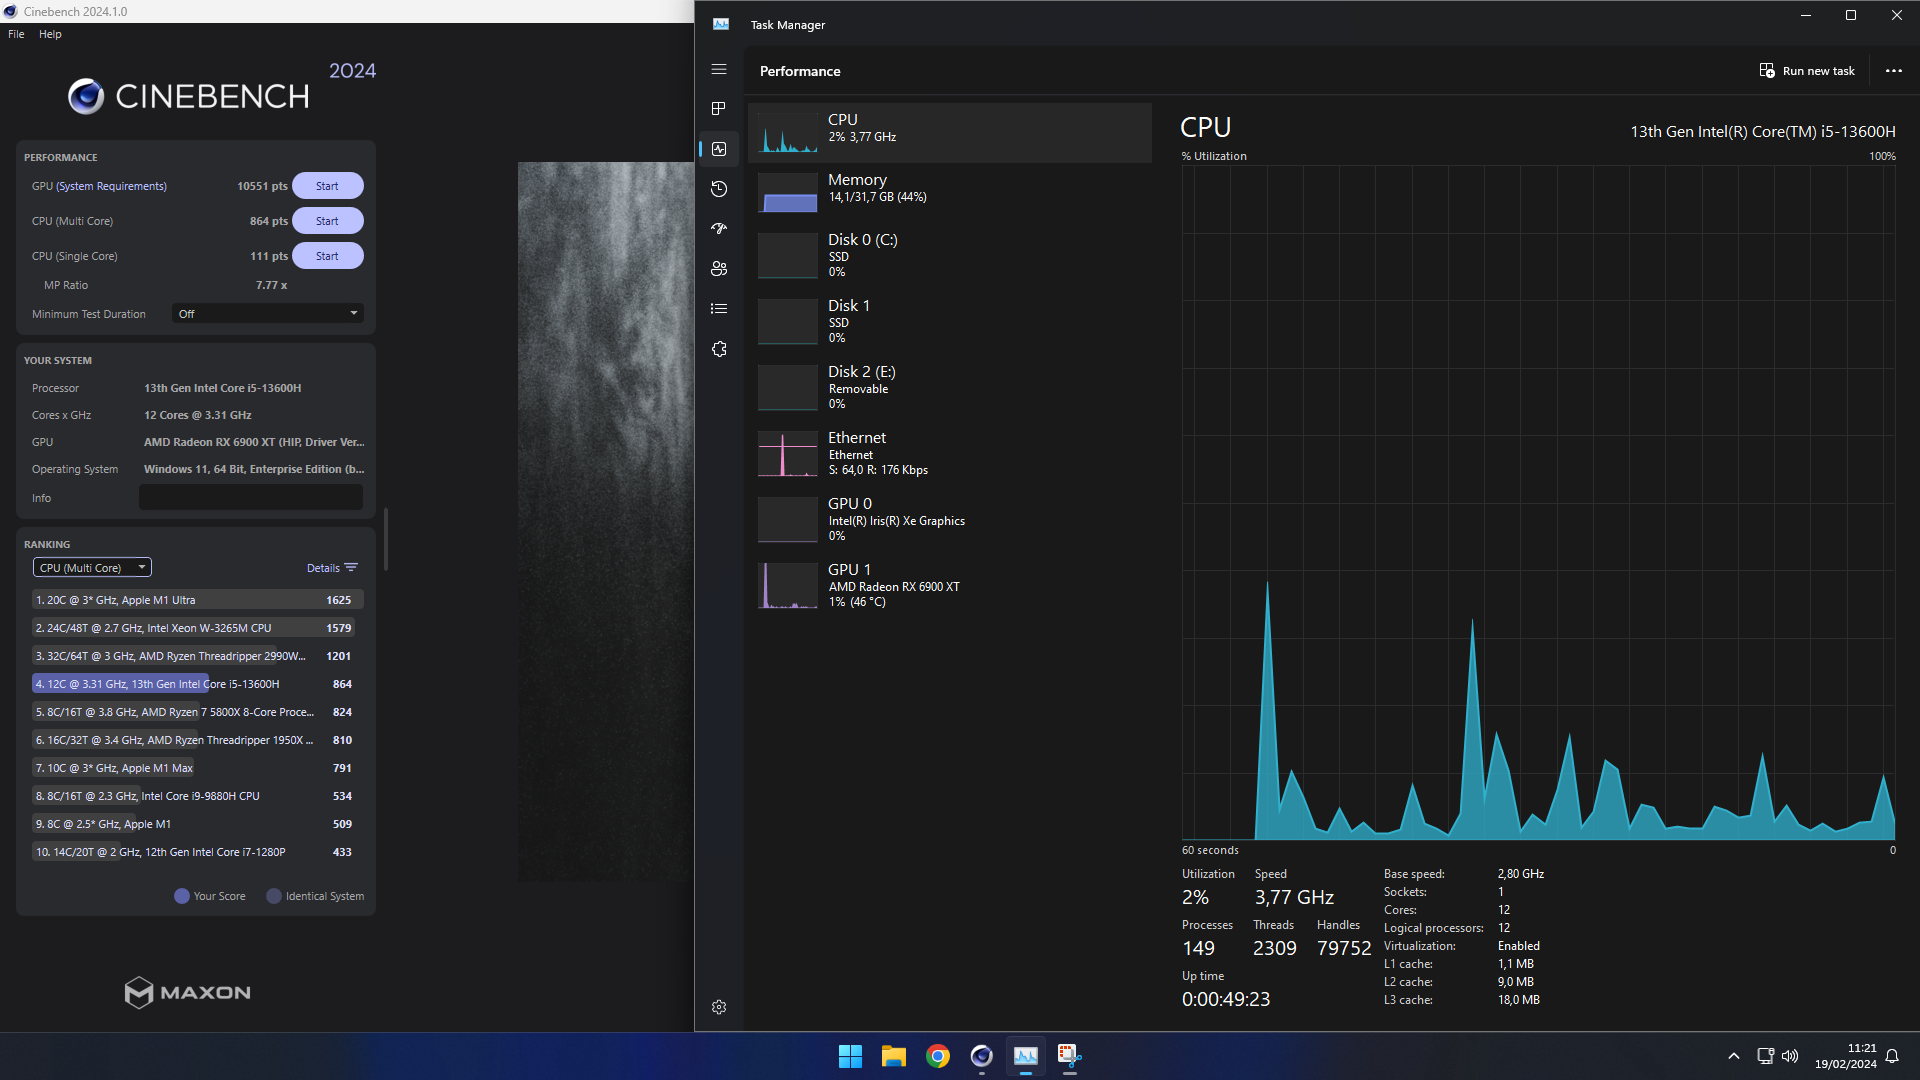 Cinebench 2024.1.0
File Help
CINEBENCH 2024
PERFORMANCE
GPU (System Requirements) 10551 pts Start
CPU (Multi Core) 864 pts Start
CPU (Single Core) 111 pts Start
MP Ratio 7.77 x
Minimum Test Duration Off
YOUR SYSTEM
Processor 13th Gen Intel Core i5-13600H
Cores x GHz 12 Cores @ 3.31 GHz
GPU AMD Radeon RX 6900 XT (HIP, Driver Ver...
Operating System Windows 11, 64 Bit, Enterprise Edition (b...
Info
RANKING
CPU (Multi Core) Details
1. 20C @ 3* GHz, Apple M1 Ultra 1625
2. 24C/48T @ 2.7 GHz, Intel Xeon W-3265M CPU 1579
3. 32C/64T @ 3 GHz, AMD Ryzen Threadripper 2990W... 1201
4. 12C @ 3.31 GHz, 13th Gen Intel Core i5-13600H 864
5. 8C/16T @ 3.8 GHz, AMD Ryzen 7 5800X 8-Core Proce... 824
6. 16C/32T @ 3.4 GHz, AMD Ryzen Threadripper 1950X ... 810
7. 10C @ 3* GHz, Apple M1 Max 791
8. 8C/16T @ 2.3 GHz, Intel Core i9-9880H CPU 534
9. 8C @ 2.5* GHz, Apple M1 509
10. 14C/20T @ 2 GHz, 12th Gen Intel Core i7-1280P 433
Your Score Identical System
MAXON
Task Manager
Performance
Run new task
CPU
2% 3,77 GHz
Memory
14,1/31,7 GB (44%)
Disk 0 (C:)
SSD
0%
Disk 1
SSD
0%
Disk 2 (E:)
Removable
0%
Ethernet
Ethernet
S: 64,0 R: 176 Kbps
GPU 0
Intel(R) Iris(R) Xe Graphics
0%
GPU 1
AMD Radeon RX 6900 XT
1% (46 °C)
CPU 13th Gen Intel(R) Core(TM) i5-13600H
% Utilization 100%
60 seconds 0
Utilization Speed
2% 3,77 GHz
Processes Threads Handles
149 2309 79752
Up time
0:00:49:23
Base speed: 2,80 GHz
Sockets: 1
Cores: 12
Logical processors: 12
Virtualization: Enabled
L1 cache: 1,1 MB
L2 cache: 9,0 MB
L3 cache: 18,0 MB
11:21
19/02/2024